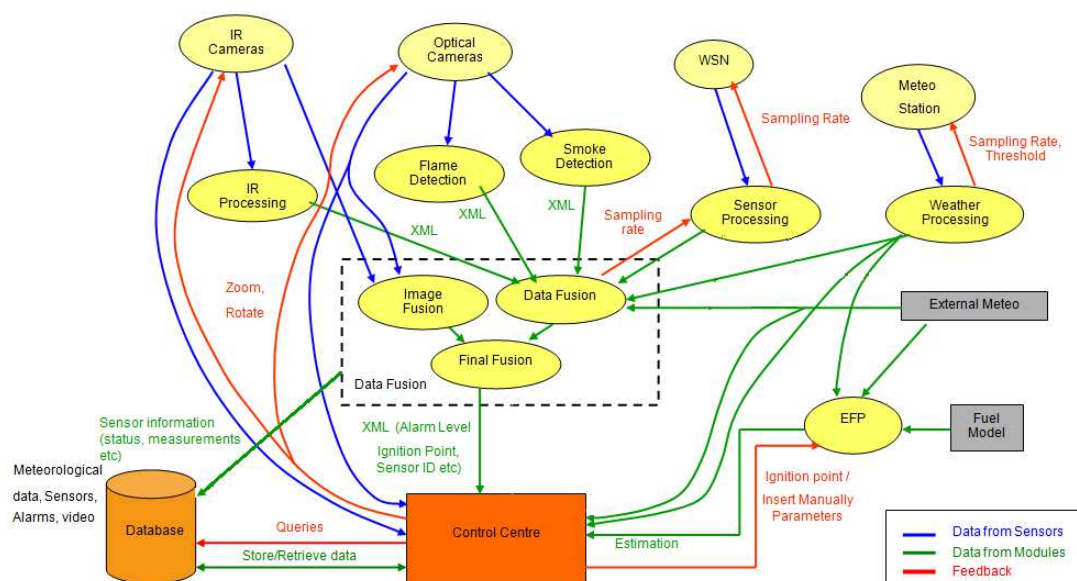 IR
Cameras
Optical
Cameras
WSN
Meteo
Station
Sampling Rate
Sampling Rate,
Threshold
Flame
Detection
Smoke
Detection
IR
Processing
Sensor
Processing
Weather
Processing
XML
XML
XML
Sampling
rate
Zoom,
Rotate
Image
Fusion
Data Fusion
External Meteo
Final Fusion
Data Fusion
EFP
Fuel
Model
Sensor information
(status, measurements
etc)
XML (Alarm Level
Ignition Point,
Sensor ID etc)
Meteorological
data, Sensors,
Alarms, video
Database
Queries
Store/Retrieve data
Control Centre
Estimation
Ignition point /
Insert Manually
Parameters
Data from Sensors
Data from Modules
Feedback